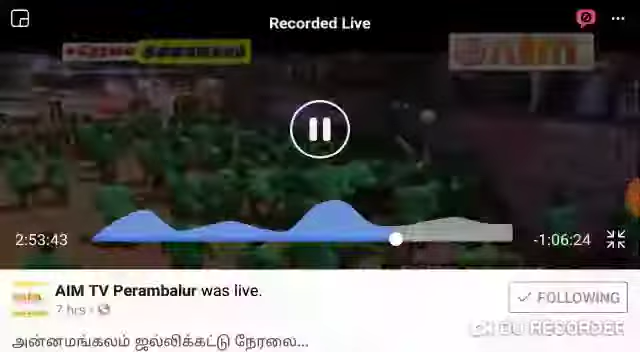 Recorded Live
aim
2:53:43
-1:06:24
AIM TV Perambalur was live.
7 hrs
FOLLOWING
DU RECORDER
அன்னமங்கலம் ஜல்லிக்கட்டு நேரலை...